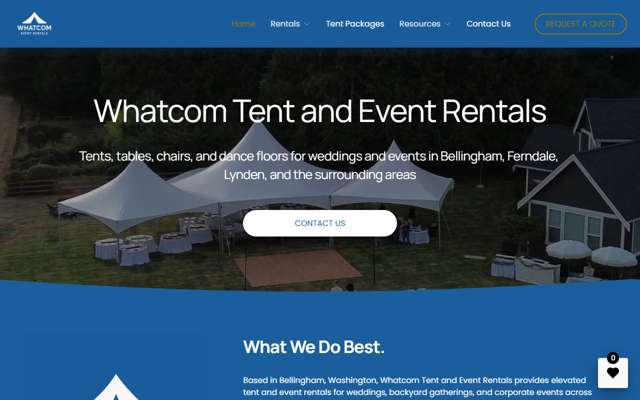 WHATCOM
EVENT RENTALS
Home
Rentals
Tent Packages
Resources
Contact Us
REQUEST A QUOTE
Whatcom Tent and Event Rentals
Tents, tables, chairs, and dance floors for weddings and events in Bellingham, Ferndale,
Lynden, and the surrounding areas
CONTACT US
What We Do Best.
Based in Bellingham, Washington, Whatcom Tent and Event Rentals provides elevated
tent and event rentals for weddings, backyard gatherings, and corporate events across
0